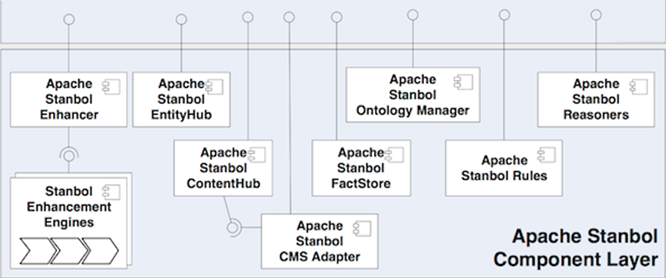 Apache
Stanbol
Enhancer
Apache
Stanbol
EntityHub
Apache
Stanbol
Ontology Manager
Apache
Stanbol
Reasoners
Apache
Stanbol
ContentHub
Apache
Stanbol
FactStore
Apache
Stanbol Rules
Stanbol
Enhancement
Engines
Apache
Stanbol
CMS Adapter
Apache Stanbol
Component Layer